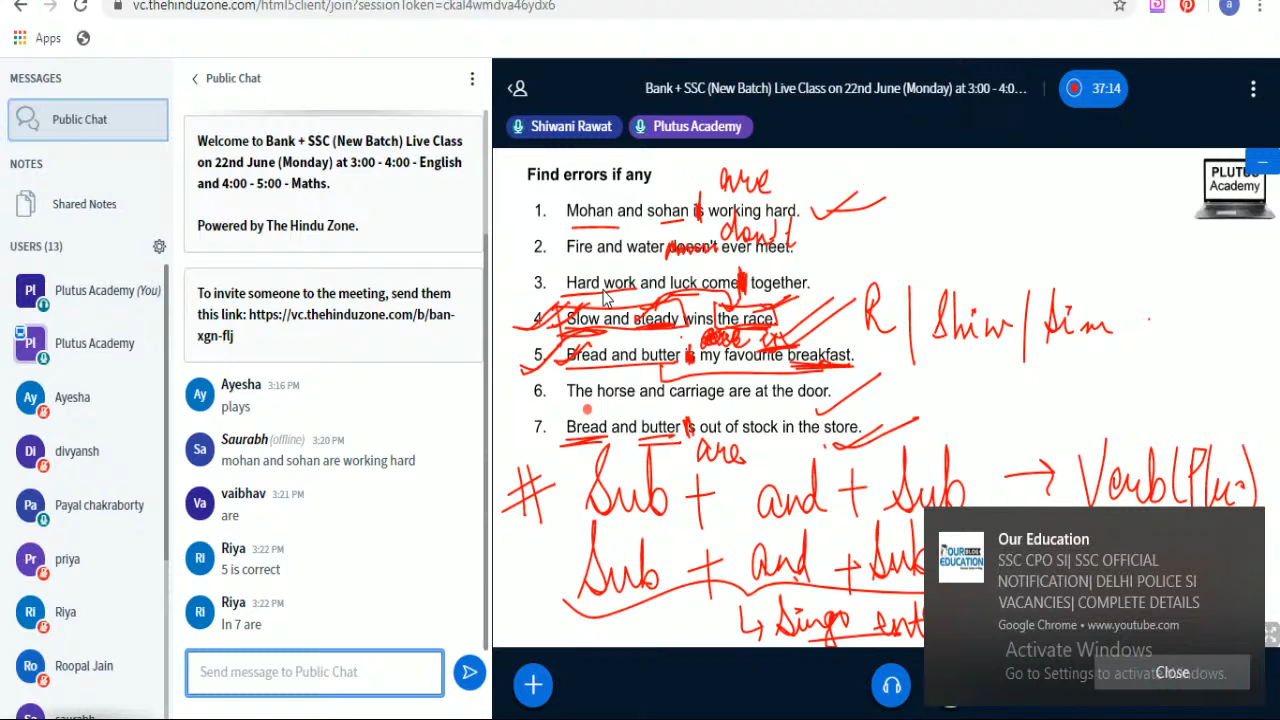 vc.thehinduzone.com/html5client/join?sessionToken=ckal4wmdva46ydx6
a
Apps
MESSAGES
Public Chat
NOTES
Shared Notes
USERS (13)
Pl Plutus Academy (You)
Pl Plutus Academy
Ay Ayesha
Di divyansh
Pa Payal chakraborty
Pr priya
Ri Riya
Ro Roopal Jain
saurabh
Public Chat
Welcome to Bank + SSC (New Batch) Live Class
on 22nd June (Monday) at 3:00 - 4:00 - English
and 4:00 - 5:00 - Maths.
Powered by The Hindu Zone.
To invite someone to the meeting, send them
this link: https://vc.thehinduzone.com/b/ban-
xgn-flj
Ay Ayesha 3:16 PM
plays
Sa Saurabh (offline) 3:20 PM
mohan and sohan are working hard
Va vaibhav 3:21 PM
are
Ri Riya 3:22 PM
5 is correct
Ri Riya 3:22 PM
In 7 are
Send message to Public Chat
Bank + SSC (New Batch) Live Class on 22nd June (Monday) at 3:00 - 4:0...
37:14
Shiwani Rawat
Plutus Academy
PLUTUS
Academy
Find errors if any
are
1. Mohan and sohan is working hard.
don't
2. Fire and water doesn't ever meet.
3. Hard work and luck come together.
4. Slow and steady wins the race.
R | Shiw | Sim
5. Bread and butter is my favourite breakfast.
6. The horse and carriage are at the door.
7. Bread and butter is out of stock in the store.
are
# Sub + and + Sub → Verb (Plu
Sub + and + Sub
Our Education
SSC CPO SI| SSC OFFICIAL
NOTIFICATION| DELHI POLICE SI
VACANCIES| COMPLETE DETAILS
Google Chrome • www.youtube.com
Activate Windows
Go to Settings to activate Windows.
Close